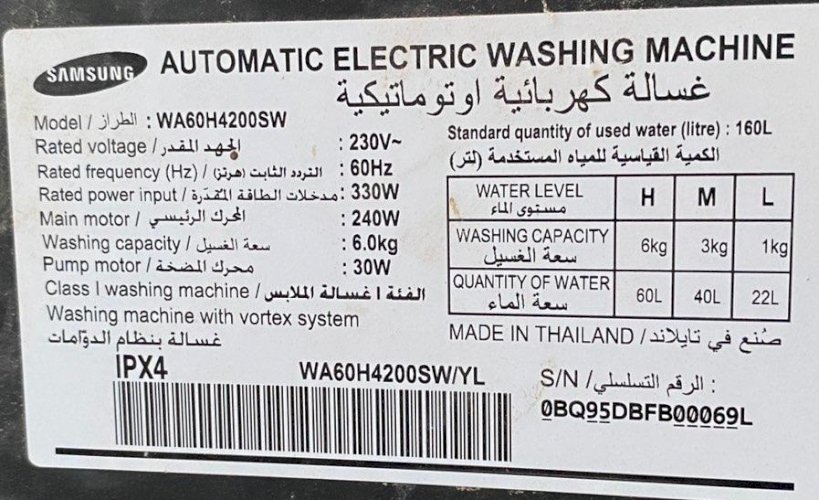 SAMSUNG
AUTOMATIC ELECTRIC WASHING MACHINE
غسالة كهربائية اوتوماتيكية
Model / الطراز : WA60H4200SW
Rated voltage / الجهد المقدر : 230V~
Rated frequency (Hz) / التردد الثابت (هرتز) : 60Hz
Rated power input / مدخلات الطاقة المقدّرة : 330W
Main motor / المحرك الرئيسي : 240W
Washing capacity / سعة الغسيل : 6.0kg
Pump motor / محرك المضخة : 30W
Class I washing machine / الفئة I غسالة الملابس
Washing machine with vortex system
غسالة بنظام الدوّامات
Standard quantity of used water (litre) : 160L
الكمية القياسية للمياه المستخدمة (لتر)
WATER LEVEL H M L
مستوى الماء
WASHING CAPACITY 6kg 3kg 1kg
سعة الغسيل
QUANTITY OF WATER 60L 40L 22L
سعة الماء
MADE IN THAILAND / صُنع في تايلاند
IPX4 WA60H4200SW/YL
S/N / الرقم التسلسلي :
0BQ95DBFB00069L